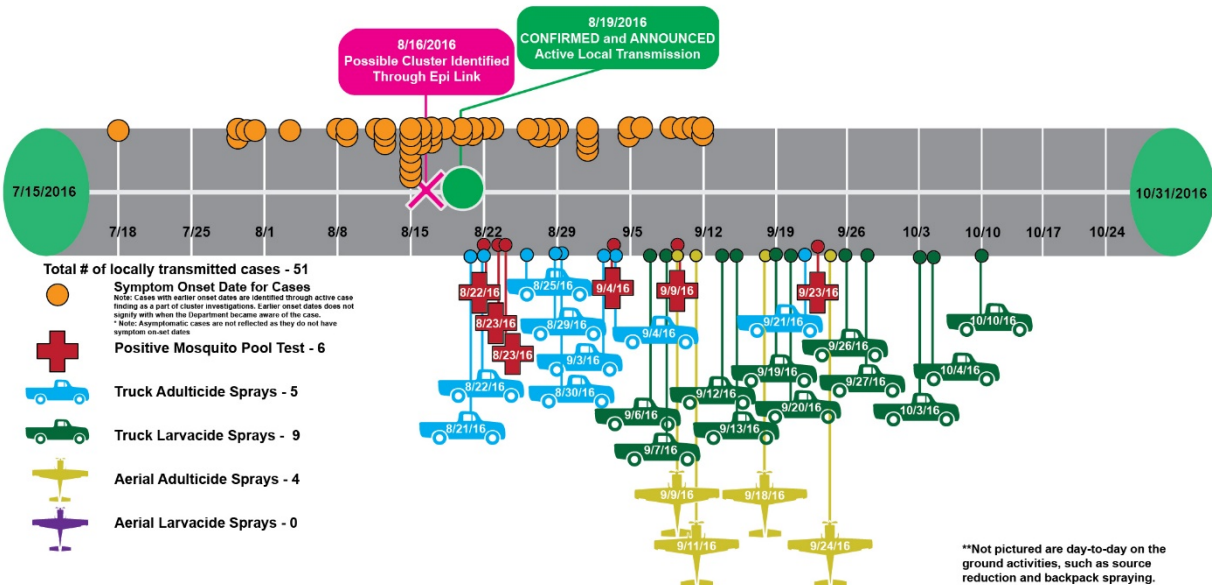 8/16/2016
Possible Cluster Identified
Through Epi Link
8/19/2016
CONFIRMED and ANNOUNCED
Active Local Transmission
7/15/2016
10/31/2016
7/18
7/25
8/1
8/8
8/15
8/22
8/29
9/5
9/12
9/19
9/26
10/3
10/10
10/17
10/24
Total # of locally transmitted cases - 51
Symptom Onset Date for Cases
Note: Cases with earlier onset dates are identified through active case
finding as a part of cluster investigations. Earlier onset dates does not
signify with when the Department became aware of the case.
* Note: Asymptomatic cases are not reflected as they do not have
symptom on-set dates
Positive Mosquito Pool Test - 6
Truck Adulticide Sprays - 5
Truck Larvacide Sprays - 9
Aerial Adulticide Sprays - 4
Aerial Larvacide Sprays - 0
8/22/16
8/23/16
8/23/16
8/22/16
8/21/16
8/25/16
8/29/16
9/3/16
8/30/16
9/4/16
9/4/16
9/6/16
9/7/16
9/9/16
9/9/16
9/11/16
9/12/16
9/13/16
9/18/16
9/19/16
9/20/16
9/21/16
9/23/16
9/24/16
9/26/16
9/27/16
10/3/16
10/4/16
10/10/16
**Not pictured are day-to-day on the
ground activities, such as source
reduction and backpack spraying.